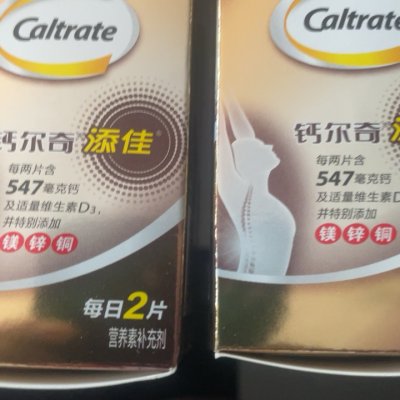 Caltrate
钙尔奇 添佳®
每两片含
547毫克钙
及适量维生素D3,
并特别添加
镁 锌 铜
每日2片
营养素补充剂
Caltrate
钙尔奇
每两片含
547毫克钙
及适量维生素D
并特别添加
镁 锌 铜